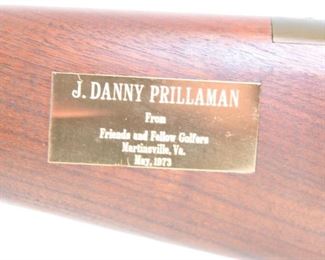 J. DANNY PRILLAMAN
From
Friends and Fellow Golfers
Martinsville, Va.
May, 1973